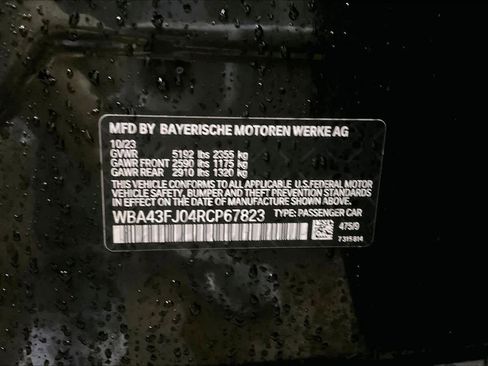 MFD BY BAYERISCHE MOTOREN WERKE AG
10/23
GVWR 5192 lbs 2355 kg
GAWR FRONT 2590 lbs 1175 kg
GAWR REAR 2910 lbs 1320 kg
THIS VEHICLE CONFORMS TO ALL APPLICABLE U.S.FEDERAL MOTOR
VEHICLE SAFETY, BUMPER AND THEFT PREVENTION STANDARDS
IN EFFECT ON THE DATE OF MANUFACTURE SHOWN ABOVE.
WBA43FJ04RCP67823 TYPE: PASSENGER CAR
475/9
7315814